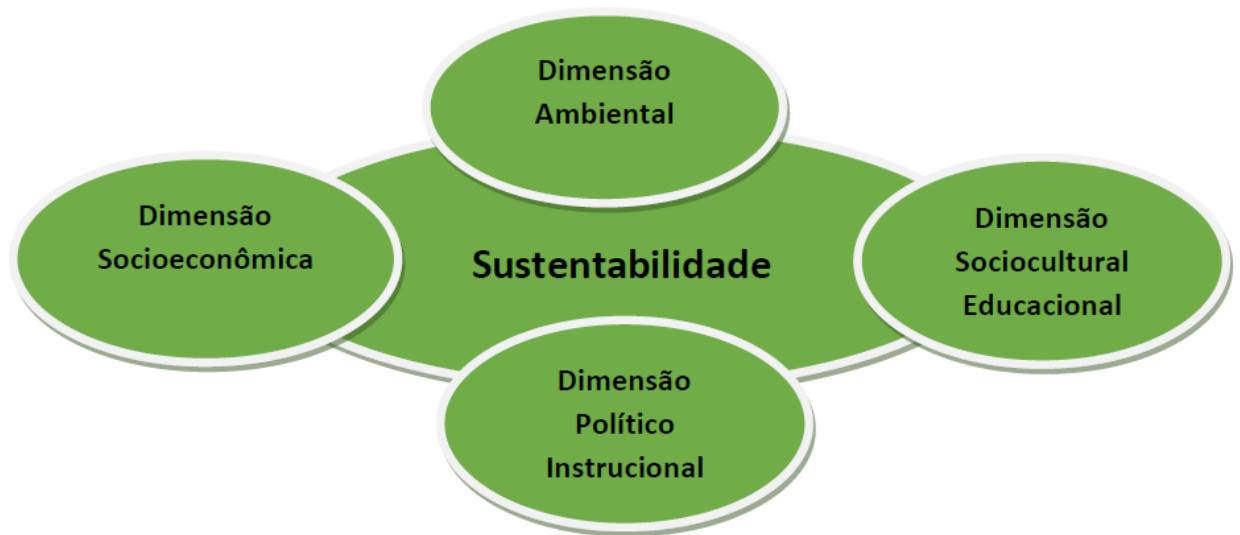 Dimensão
Ambiental
Dimensão
Socioeconômica
Sustentabilidade
Dimensão
Sociocultural
Educacional
Dimensão
Político
Instrucional